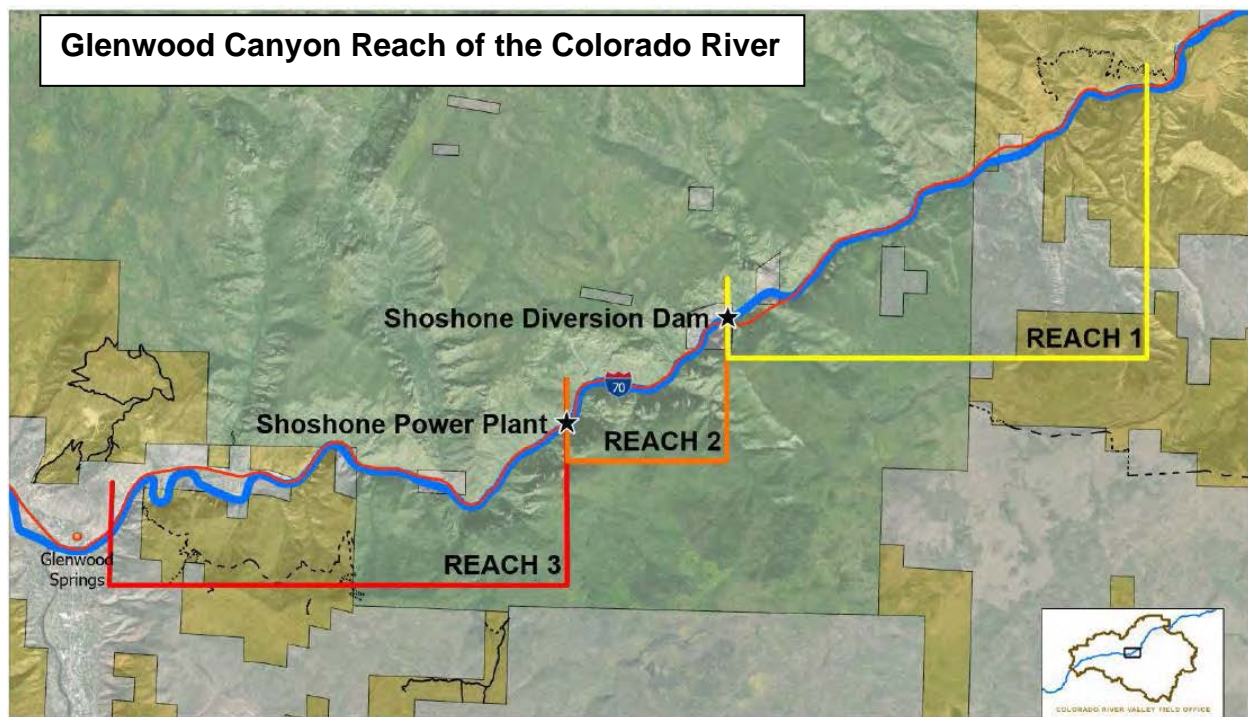 Glenwood Canyon Reach of the Colorado River
Shoshone Diversion Dam
REACH 1
70
Shoshone Power Plant
REACH 2
REACH 3
Glenwood
Springs
COLORADO RIVER VALLEY FIELD OFFICE